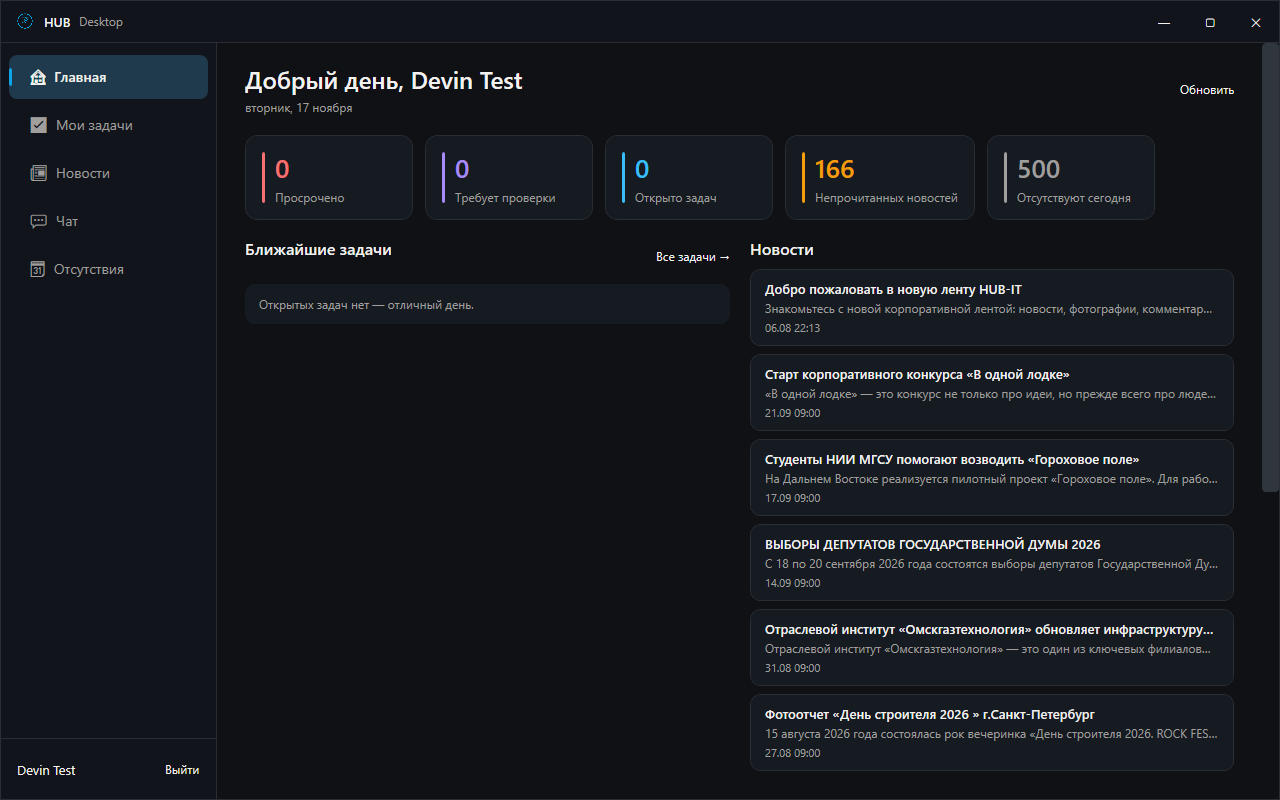 HUB Desktop
Главная
Мои задачи
Новости
Чат
31 Отсутствия
Devin Test
Выйти
Добрый день, Devin Test
вторник, 17 ноября
Обновить
0
Просрочено
0
Требует проверки
0
Открыто задач
166
Непрочитанных новостей
500
Отсутствуют сегодня
Ближайшие задачи
Все задачи →
Открытых задач нет — отличный день.
Новости
Добро пожаловать в новую ленту HUB-IT
Знакомьтесь с новой корпоративной лентой: новости, фотографии, комментар...
06.08 22:13
Старт корпоративного конкурса «В одной лодке»
«В одной лодке» — это конкурс не только про идеи, но прежде всего про люде...
21.09 09:00
Студенты НИИ МГСУ помогают возводить «Гороховое поле»
На Дальнем Востоке реализуется пилотный проект «Гороховое поле». Для рабо...
17.09 09:00
ВЫБОРЫ ДЕПУТАТОВ ГОСУДАРСТВЕННОЙ ДУМЫ 2026
С 18 по 20 сентября 2026 года состоятся выборы депутатов Государственной Ду...
14.09 09:00
Отраслевой институт «Омскгазтехнология» обновляет инфраструктуру...
Отраслевой институт «Омскгазтехнология» — это один из ключевых филиалов...
31.08 09:00
Фотоотчет «День строителя 2026 » г.Санкт-Петербург
15 августа 2026 года состоялась рок вечеринка «День строителя 2026. ROCK FES...
27.08 09:00